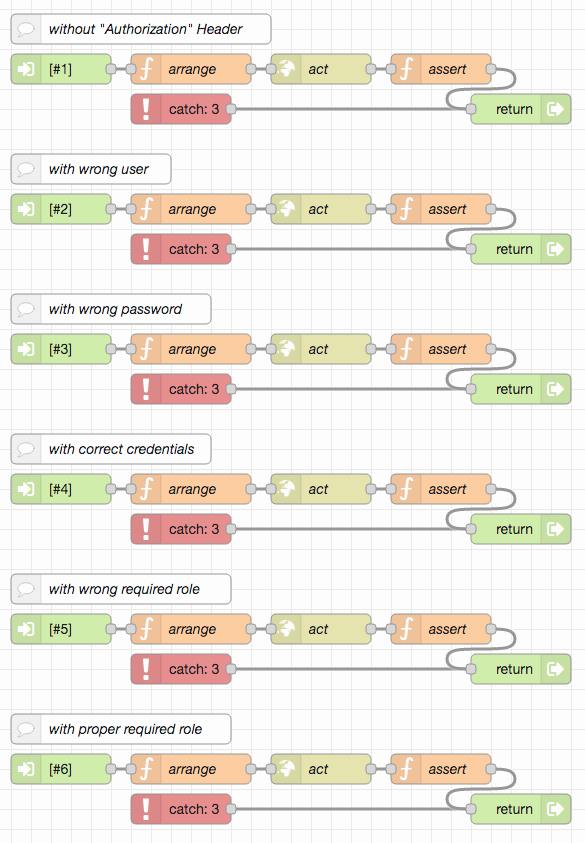 without "Authorization" Header
[#1] arrange act assert
catch: 3 return
with wrong user
[#2] arrange act assert
catch: 3 return
with wrong password
[#3] arrange act assert
catch: 3 return
with correct credentials
[#4] arrange act assert
catch: 3 return
with wrong required role
[#5] arrange act assert
catch: 3 return
with proper required role
[#6] arrange act assert
catch: 3 return